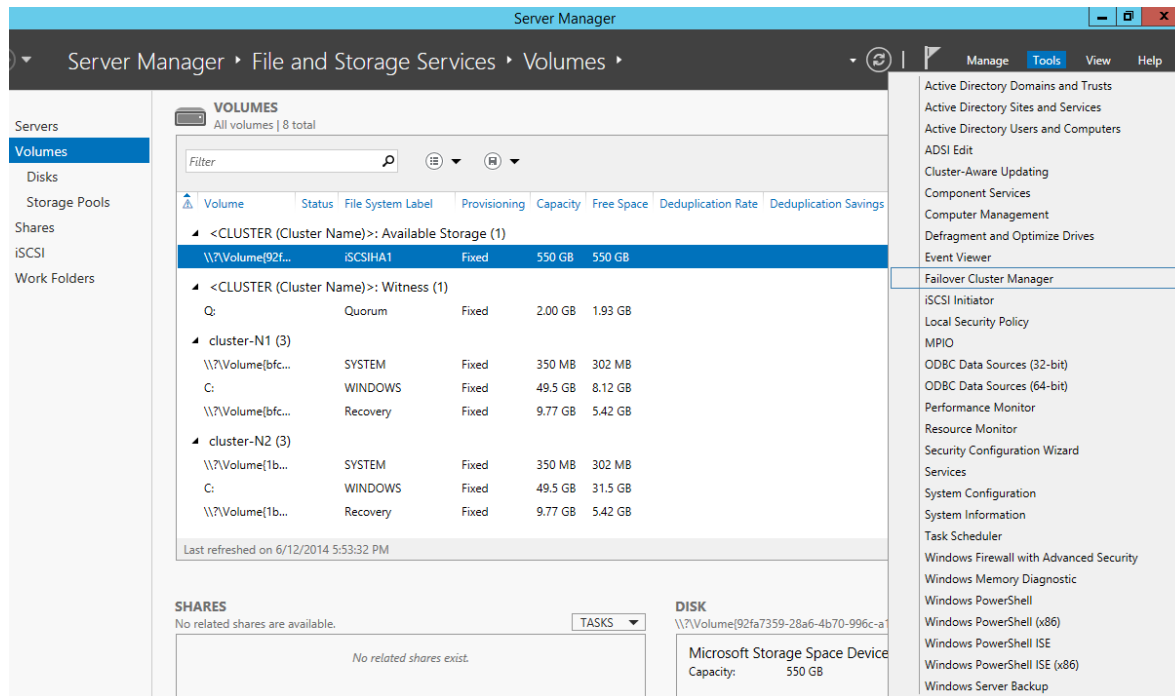 Server Manager
Server Manager ‣ File and Storage Services ‣ Volumes ‣
Manage Tools View Help
Servers
Volumes
Disks
Storage Pools
Shares
iSCSI
Work Folders
VOLUMES
All volumes | 8 total
Filter
Volume Status File System Label Provisioning Capacity Free Space Deduplication Rate Deduplication Savings
<CLUSTER (Cluster Name)>: Available Storage (1)
\\?\Volume{92f... iSCSIHA1 Fixed 550 GB 550 GB
<CLUSTER (Cluster Name)>: Witness (1)
Q: Quorum Fixed 2.00 GB 1.93 GB
cluster-N1 (3)
\\?\Volume{bfc... SYSTEM Fixed 350 MB 302 MB
C: WINDOWS Fixed 49.5 GB 8.12 GB
\\?\Volume{bfc... Recovery Fixed 9.77 GB 5.42 GB
cluster-N2 (3)
\\?\Volume{1b... SYSTEM Fixed 350 MB 302 MB
C: WINDOWS Fixed 49.5 GB 31.5 GB
\\?\Volume{1b... Recovery Fixed 9.77 GB 5.42 GB
Last refreshed on 6/12/2014 5:53:32 PM
SHARES
No related shares are available.
TASKS
No related shares exist.
DISK
\\?\Volume{92fa7359-28a6-4b70-996c-a1
Microsoft Storage Space Device
Capacity: 550 GB
Active Directory Domains and Trusts
Active Directory Sites and Services
Active Directory Users and Computers
ADSI Edit
Cluster-Aware Updating
Component Services
Computer Management
Defragment and Optimize Drives
Event Viewer
Failover Cluster Manager
iSCSI Initiator
Local Security Policy
MPIO
ODBC Data Sources (32-bit)
ODBC Data Sources (64-bit)
Performance Monitor
Resource Monitor
Security Configuration Wizard
Services
System Configuration
System Information
Task Scheduler
Windows Firewall with Advanced Security
Windows Memory Diagnostic
Windows PowerShell
Windows PowerShell (x86)
Windows PowerShell ISE
Windows PowerShell ISE (x86)
Windows Server Backup